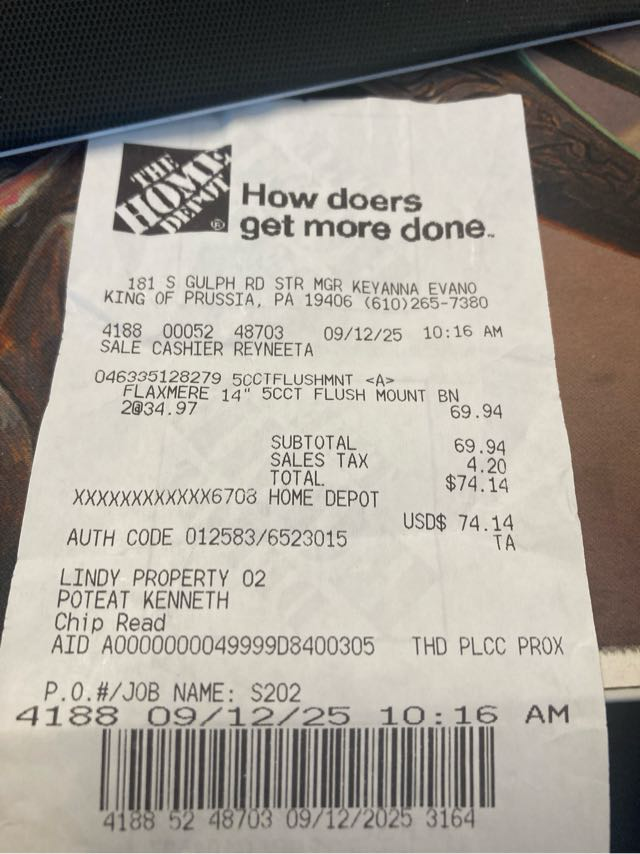 THE
HOME
DEPOT
®
How doers
get more done™
181 S GULPH RD STR MGR KEYANNA EVANO
KING OF PRUSSIA, PA 19406 (610)265-7380
4188 00052 48703 09/12/25 10:16 AM
SALE CASHIER REYNEETA
046335128279 5CCTFLUSHMNT <A>
FLAXMERE 14" 5CCT FLUSH MOUNT BN
2@34.97 69.94
SUBTOTAL 69.94
SALES TAX 4.20
TOTAL $74.14
XXXXXXXXXXXX6703 HOME DEPOT
USD$ 74.14
AUTH CODE 012583/6523015 TA
LINDY PROPERTY 02
POTEAT KENNETH
Chip Read
AID A0000000049999D8400305 THD PLCC PROX
P.O.#/JOB NAME: S202
4188 09/12/25 10:16 AM
4188 52 48703 09/12/2025 3164